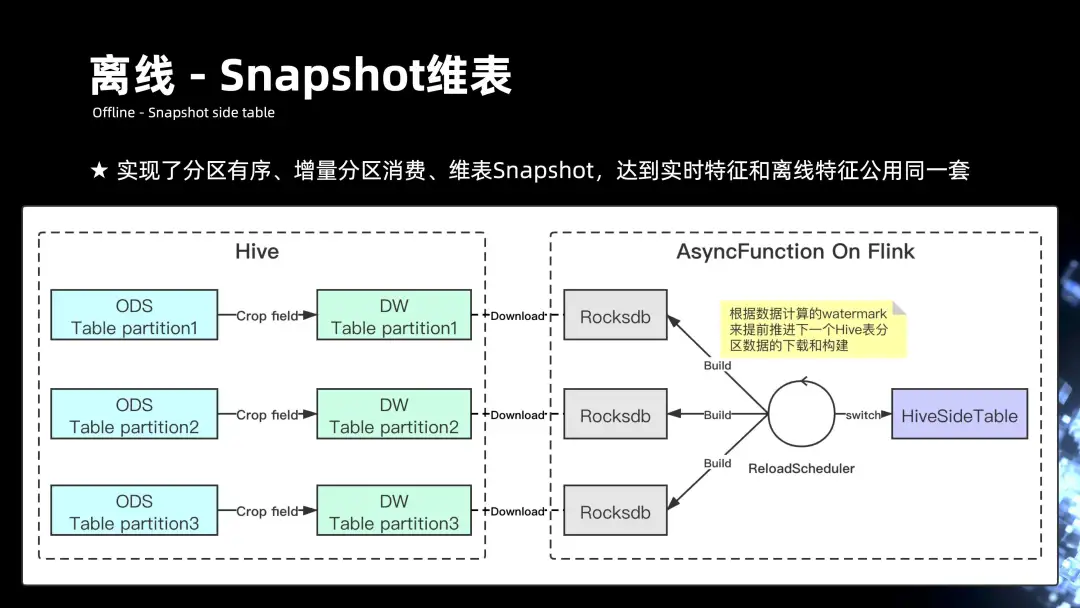 离线 - Snapshot维表
Offline - Snapshot side table
★ 实现了分区有序、增量分区消费、维表Snapshot，达到实时特征和离线特征公用同一套
Hive
ODS
Table partition1
Crop field
DW
Table partition1
Download
ODS
Table partition2
Crop field
DW
Table partition2
Download
ODS
Table partition3
Crop field
DW
Table partition3
Download
AsyncFunction On Flink
Rocksdb
Rocksdb
Rocksdb
根据数据计算的watermark
来提前推进下一个Hive表分
区数据的下载和构建
Build
Build
Build
ReloadScheduler
switch
HiveSideTable